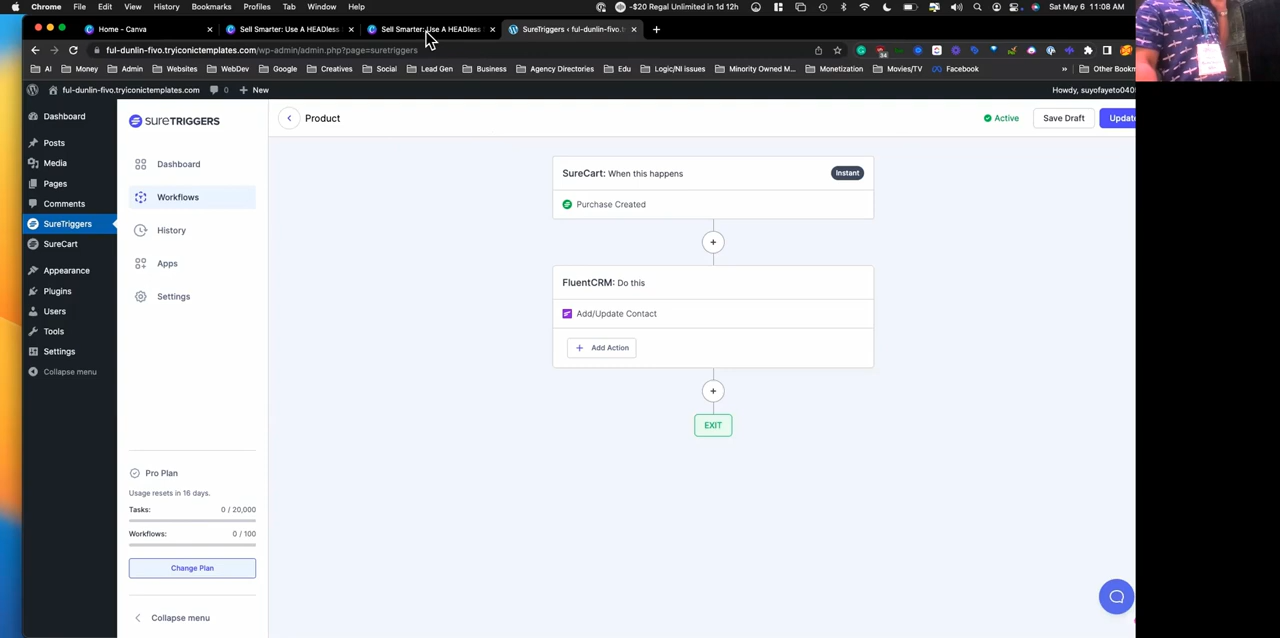 Chrome File Edit View History Bookmarks Profiles Tab Window Help -$20 Regal Unlimited in 1d 12h Sat May 6 11:08 AM
Home - Canva Sell Smarter: Use A HEADless Sell Smarter: Use A HEADless SureTriggers ‹ ful-dunlin-fivo.t
ful-dunlin-fivo.tryiconictemplates.com/wp-admin/admin.php?page=suretriggers
34
AI Money Admin Websites WebDev Google Creatives Social Lead Gen Business Agency Directories Edu Logic/NI issues Minority Owned M... Monetization Movies/TV Facebook » Other Bookm
ful-dunlin-fivo.tryiconictemplates.com 0 New Howdy, suyofayeto040
Dashboard
Posts
Media
Pages
Comments
SureTriggers
SureCart
Appearance
Plugins
Users
Tools
Settings
Collapse menu
SureTRIGGERS
Dashboard
Workflows
History
Apps
Settings
Pro Plan
Usage resets in 16 days.
Tasks: 0 / 20,000
Workflows: 0 / 100
Change Plan
Collapse menu
Product Active Save Draft Update
SureCart: When this happens Instant
Purchase Created
FluentCRM: Do this
Add/Update Contact
+ Add Action
EXIT